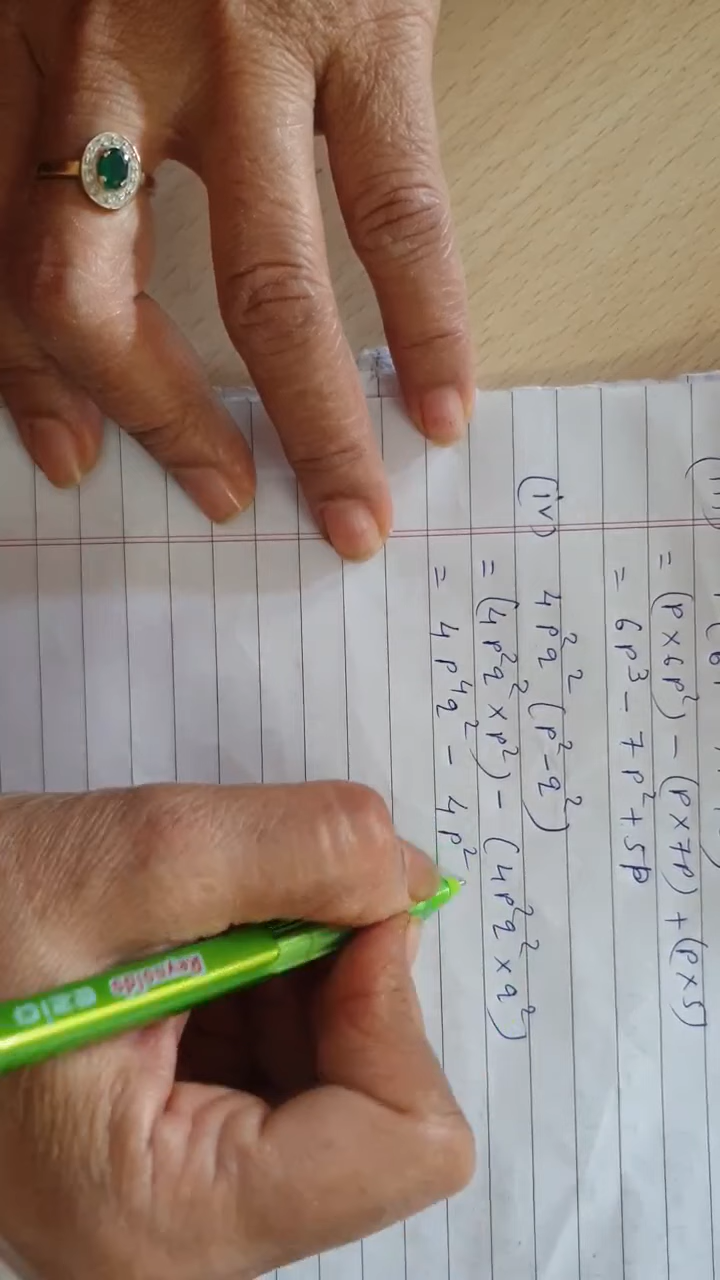 = (p×6p²) − (p×7p) + (p×5)
= 6p³ − 7p² + 5p
(iv) 4p²q² (p²−q²)
= (4p²q² × p²) − (4p²q² × q²)
= 4p⁴q² − 4p²
Reynolds